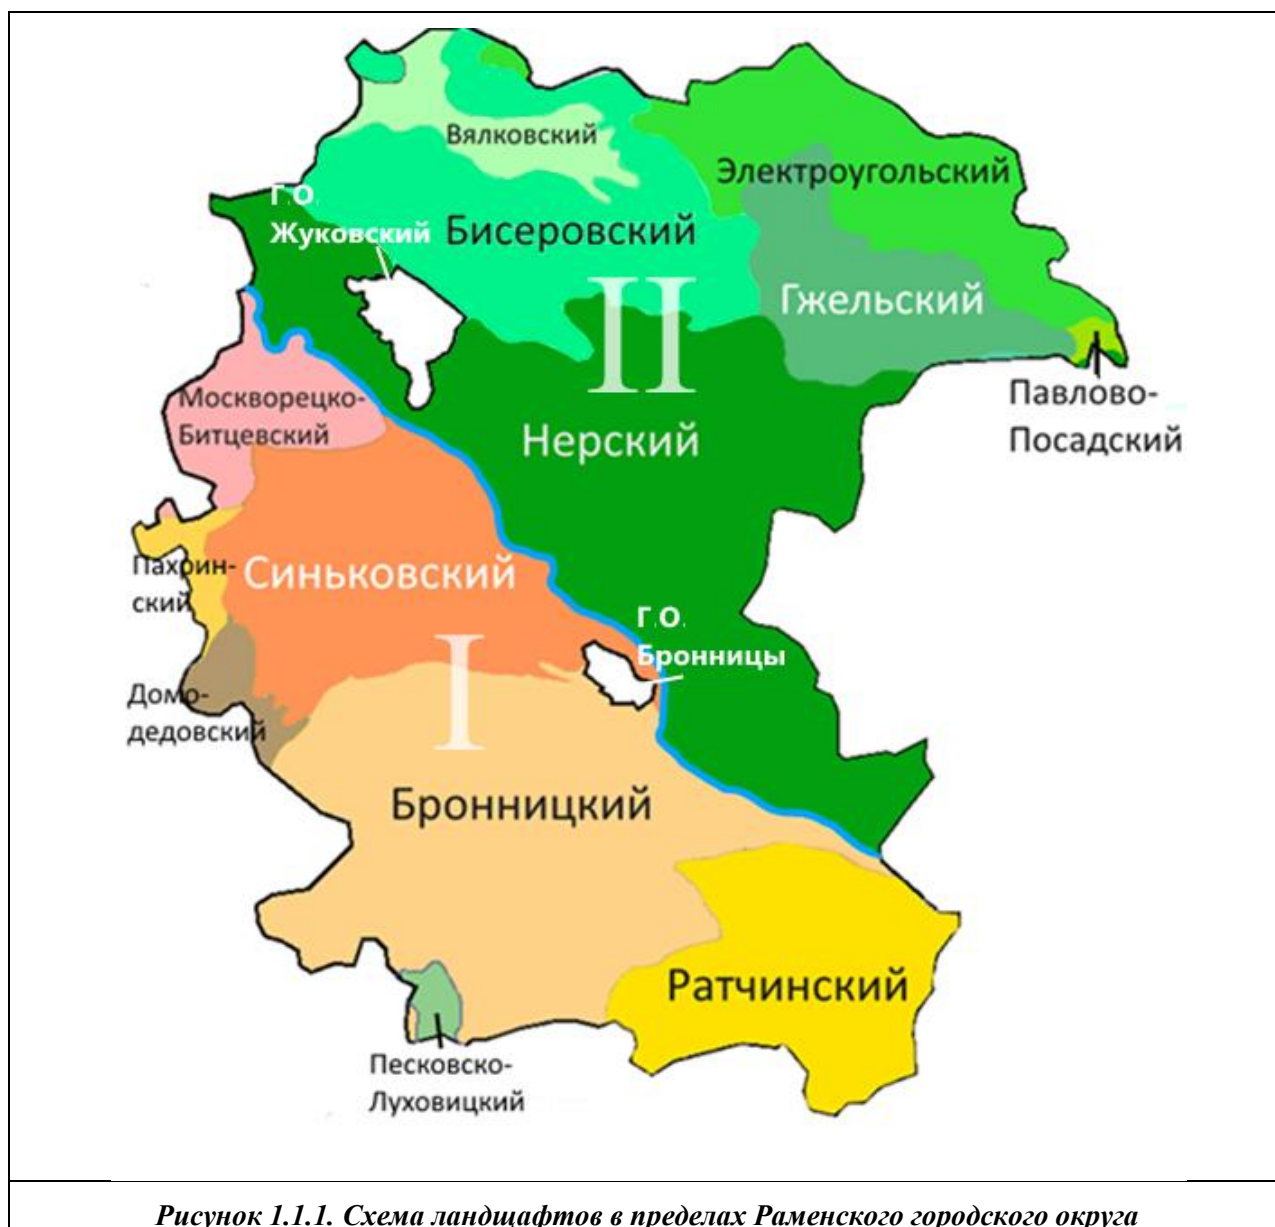 Вялковский
Электроугольский
Г.О.
Жуковский
Бисеровский
II
Гжельский
Москворецко-
Битцевский
Павлово-
Посадский
Нерский
Пахрин-
ский
Синьковский
Г.О.
Бронницы
I
Домо-
дедовский
Бронницкий
Ратчинский
Песковско-
Луховицкий
Рисунок 1.1.1. Схема ландшафтов в пределах Раменского городского округа